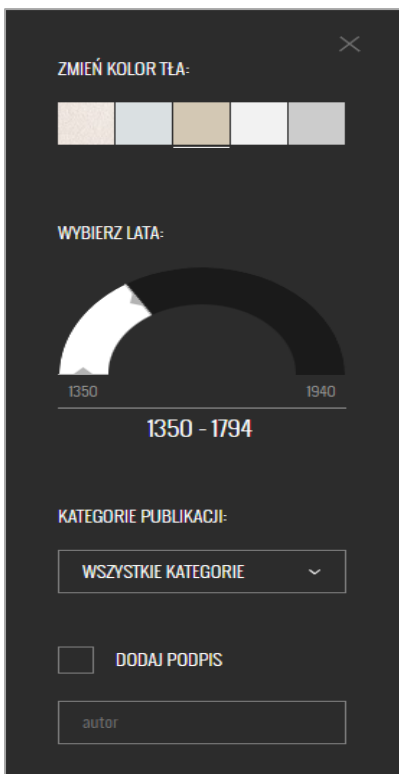 ZMIEŃ KOLOR TŁA:
WYBIERZ LATA:
1350 1940
1350 - 1794
KATEGORIE PUBLIKACJI:
WSZYSTKIE KATEGORIE
DODAJ PODPIS
autor